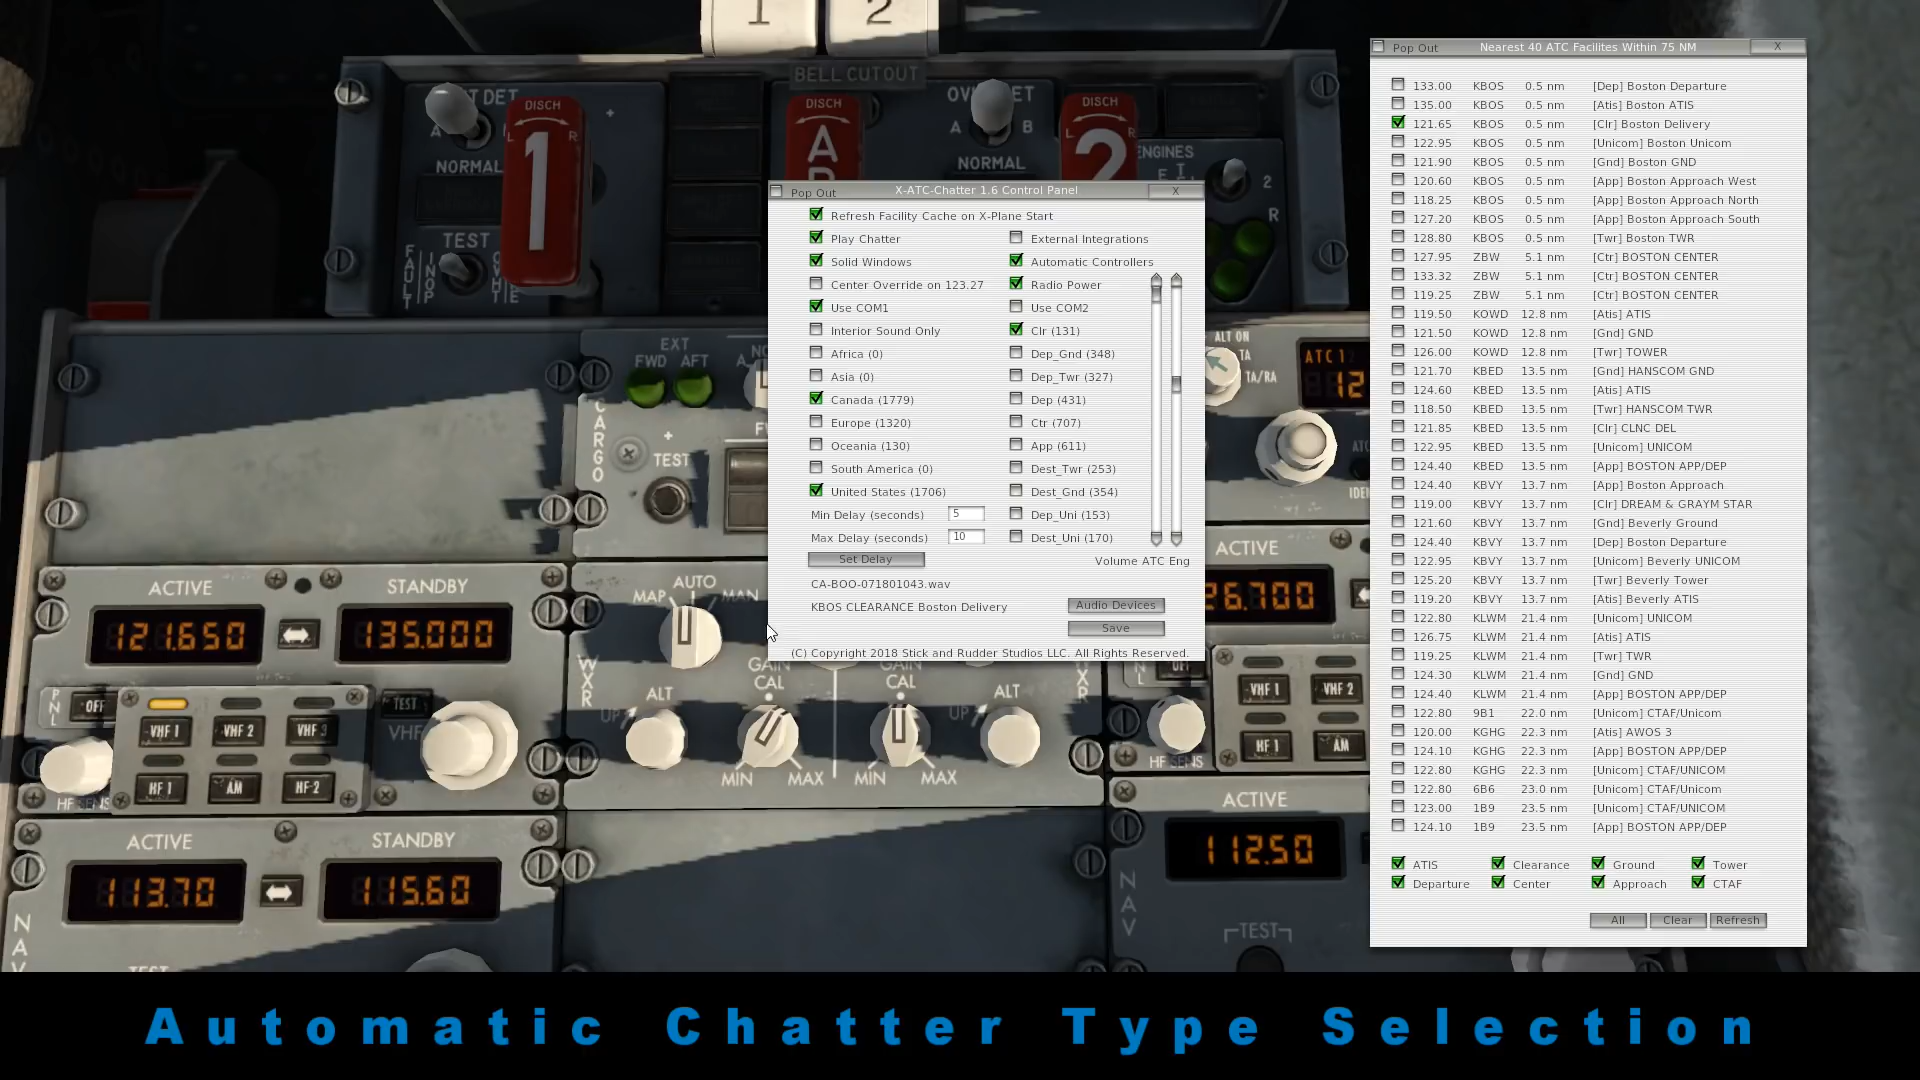 1
2
BELL CUTOUT
DISCH
L
R
1
A
NORMAL
TEST
DISCH
A
DISCH
L
R
2
A
B
NORMAL
ENGINES
2
R
EXT
FWD AFT
CARGO
TEST
ALT ON
TA
TA/RA
ATC 1
ACTIVE
STANDBY
121.650
135.000
OFF
VHF 1
VHF 2
VHF 3
TEST
HF 1
AM
HF 2
AUTO
MAP
MAN
WXR
GAIN
CAL
GAIN
CAL
ALT
ALT
UP
UP
MIN
MAX
MIN
MAX
ACTIVE
OFF
VHF 1
VHF 2
HF 1
AM
ACTIVE
STANDBY
113.70
115.60
NAV
ACTIVE
112.50
NAV
TEST
Pop Out
X-ATC-Chatter 1.6 Control Panel
X
Refresh Facility Cache on X-Plane Start
Play Chatter
External Integrations
Solid Windows
Automatic Controllers
Center Override on 123.27
Radio Power
Use COM1
Use COM2
Interior Sound Only
Clr (131)
Africa (0)
Dep_Gnd (348)
Asia (0)
Dep_Twr (327)
Canada (1779)
Dep (431)
Europe (1320)
Ctr (707)
Oceania (130)
App (611)
South America (0)
Dest_Twr (253)
United States (1706)
Dest_Gnd (354)
Min Delay (seconds) 5
Dep_Uni (153)
Max Delay (seconds) 10
Dest_Uni (170)
Set Delay
Volume ATC Eng
CA-BOO-071801043.wav
KBOS CLEARANCE Boston Delivery
Audio Devices
Save
(C) Copyright 2018 Stick and Rudder Studios LLC. All Rights Reserved.
Pop Out
Nearest 40 ATC Facilites Within 75 NM
X
133.00 KBOS 0.5 nm [Dep] Boston Departure
135.00 KBOS 0.5 nm [Atis] Boston ATIS
121.65 KBOS 0.5 nm [Clr] Boston Delivery
122.95 KBOS 0.5 nm [Unicom] Boston Unicom
121.90 KBOS 0.5 nm [Gnd] Boston GND
120.60 KBOS 0.5 nm [App] Boston Approach West
118.25 KBOS 0.5 nm [App] Boston Approach North
127.20 KBOS 0.5 nm [App] Boston Approach South
128.80 KBOS 0.5 nm [Twr] Boston TWR
127.95 ZBW 5.1 nm [Ctr] BOSTON CENTER
133.32 ZBW 5.1 nm [Ctr] BOSTON CENTER
119.25 ZBW 5.1 nm [Ctr] BOSTON CENTER
119.50 KOWD 12.8 nm [Atis] ATIS
121.50 KOWD 12.8 nm [Gnd] GND
126.00 KOWD 12.8 nm [Twr] TOWER
121.70 KBED 13.5 nm [Gnd] HANSCOM GND
124.60 KBED 13.5 nm [Atis] ATIS
118.50 KBED 13.5 nm [Twr] HANSCOM TWR
121.85 KBED 13.5 nm [Clr] CLNC DEL
122.95 KBED 13.5 nm [Unicom] UNICOM
124.40 KBED 13.5 nm [App] BOSTON APP/DEP
124.40 KBVY 13.7 nm [App] Boston Approach
119.00 KBVY 13.7 nm [Clr] DREAM & GRAYM STAR
121.60 KBVY 13.7 nm [Gnd] Beverly Ground
124.40 KBVY 13.7 nm [Dep] Boston Departure
122.95 KBVY 13.7 nm [Unicom] Beverly UNICOM
125.20 KBVY 13.7 nm [Twr] Beverly Tower
119.20 KBVY 13.7 nm [Atis] Beverly ATIS
122.80 KLWM 21.4 nm [Unicom] UNICOM
126.75 KLWM 21.4 nm [Atis] ATIS
119.25 KLWM 21.4 nm [Twr] TWR
124.30 KLWM 21.4 nm [Gnd] GND
124.40 KLWM 21.4 nm [App] BOSTON APP/DEP
122.80 9B1 22.0 nm [Unicom] CTAF/Unicom
120.00 KGHG 22.3 nm [Atis] AWOS 3
124.10 KGHG 22.3 nm [App] BOSTON APP/DEP
122.80 KGHG 22.3 nm [Unicom] CTAF/UNICOM
122.80 6B6 23.0 nm [Unicom] CTAF/Unicom
123.00 1B9 23.5 nm [Unicom] CTAF/UNICOM
124.10 1B9 23.5 nm [App] BOSTON APP/DEP
ATIS Clearance Ground Tower
Departure Center Approach CTAF
All Clear Refresh
Automatic Chatter Type Selection